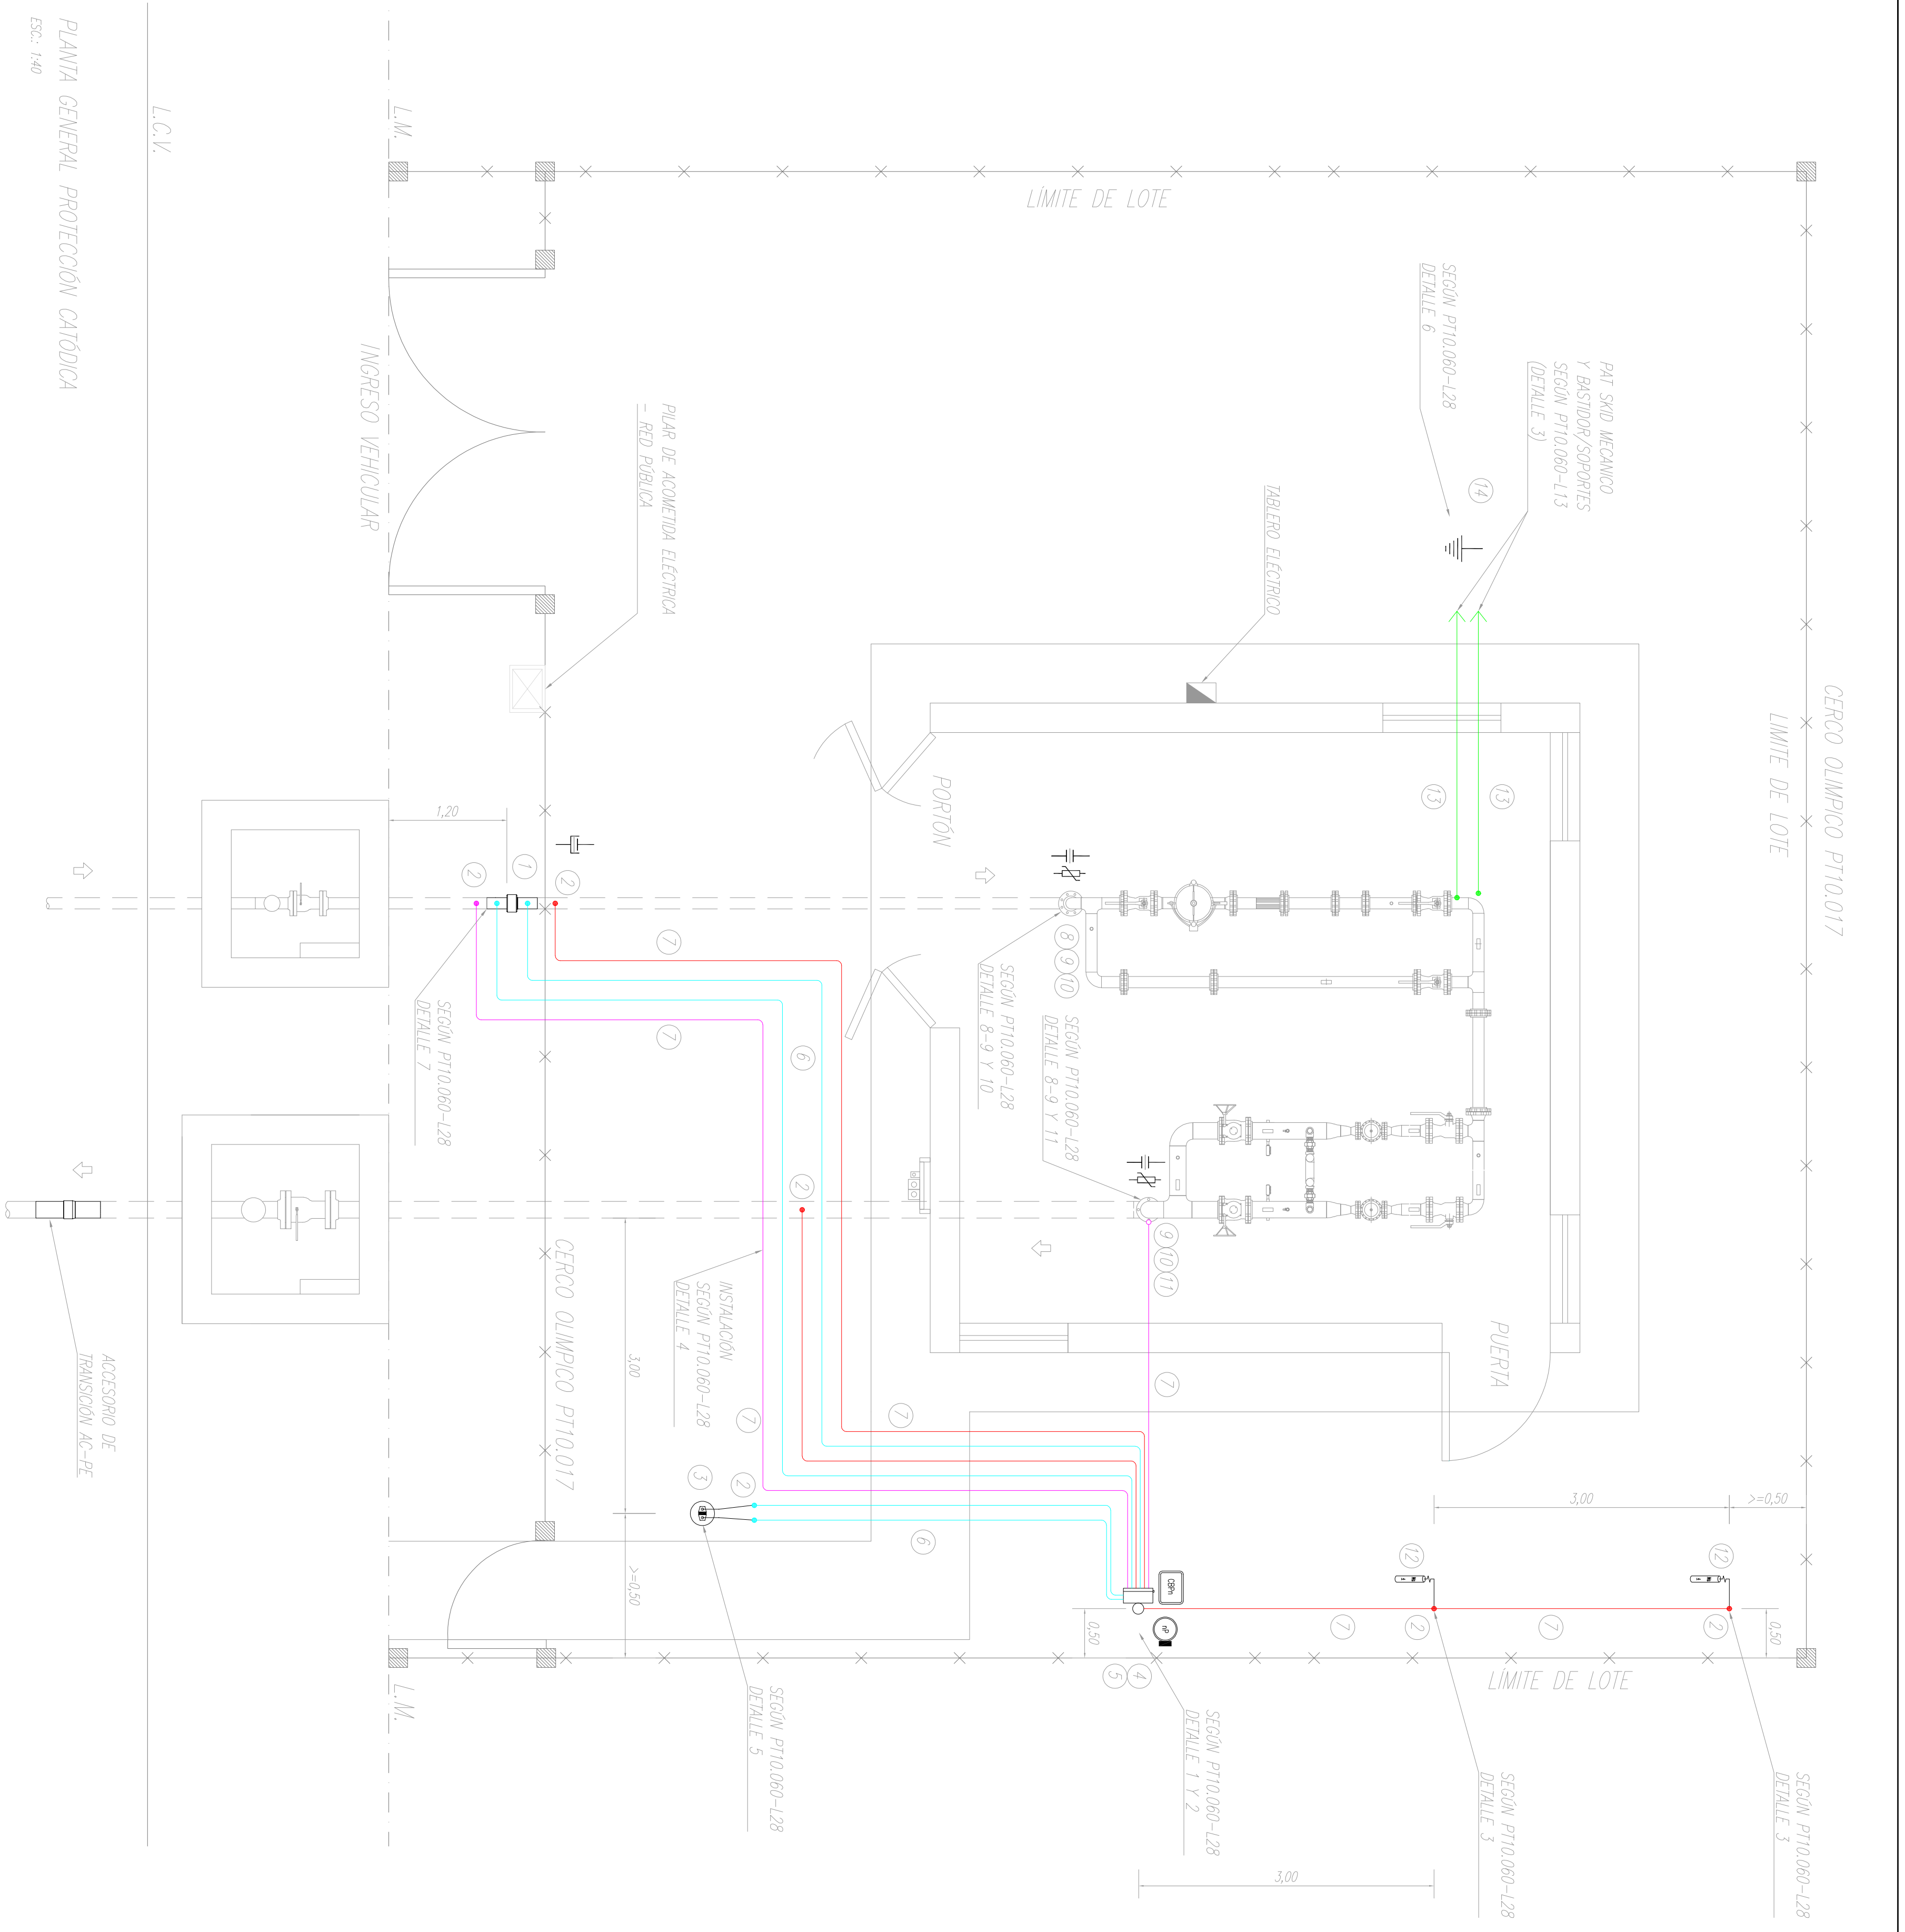 CERCO OLIMPICO PT10.017
LIMITE DE LOTE
SEGÚN PT10.060-L28
DETALLE 3
>=0,50
0,50
12
2
PAT SKID MECANICO
Y BASTIDOR/SOPORTES
SEGÚN PT10.060-L13
(DETALLE 3)
LÍMITE DE LOTE
3,00
7
PUERTA
13
14
SEGÚN PT10.060-L28
DETALLE 6
13
SEGÚN PT10.060-L28
DETALLE 3
12
2
7
3,00
TABLERO ELÉCTRICO
SEGÚN PT10.060-L28
DETALLE 1 Y 2
LÍMITE DE LOTE
9
10
11
7
CBPm
nP
4
5
0,50
8
9
10
SEGÚN PT10.060-L28
DETALLE 8-9 Y 11
SEGÚN PT10.060-L28
DETALLE 8-9 Y 10
PORTÓN
6
7
6
2
SEGÚN PT10.060-L28
DETALLE 5
2
7
3
INSTALACIÓN
SEGÚN PT10.060-L28
DETALLE 4
PILAR DE ACOMETIDA ELÉCTRICA
- RED PÚBLICA
7
7
3,00
>=0,50
2
1
2
CERCO OLIMPICO PT10.017
1,20
SEGÚN PT10.060-L28
DETALLE 7
L.M.
L.M.
INGRESO VEHICULAR
L.C.V.
ACCESORIO DE
TRANSICIÓN AC-PE
PLANTA GENERAL PROTECCIÓN CATÓDICA
ESC.: 1:40